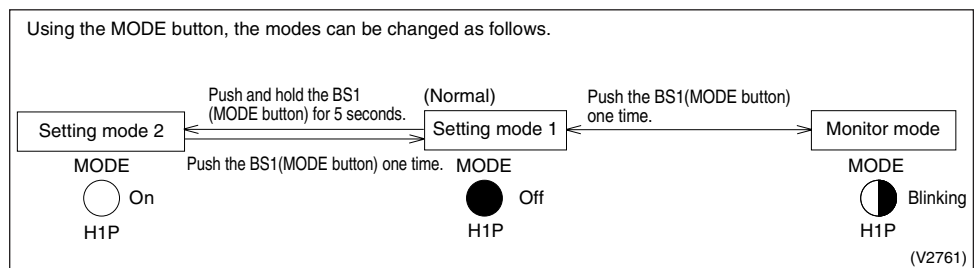 Using the MODE button, the modes can be changed as follows.
Push and hold the BS1
(MODE button) for 5 seconds.
(Normal)
Push the BS1(MODE button)
one time.
Setting mode 2
Setting mode 1
Monitor mode
Push the BS1(MODE button) one time.
MODE
On
H1P
MODE
Off
H1P
MODE
Blinking
H1P
(V2761)